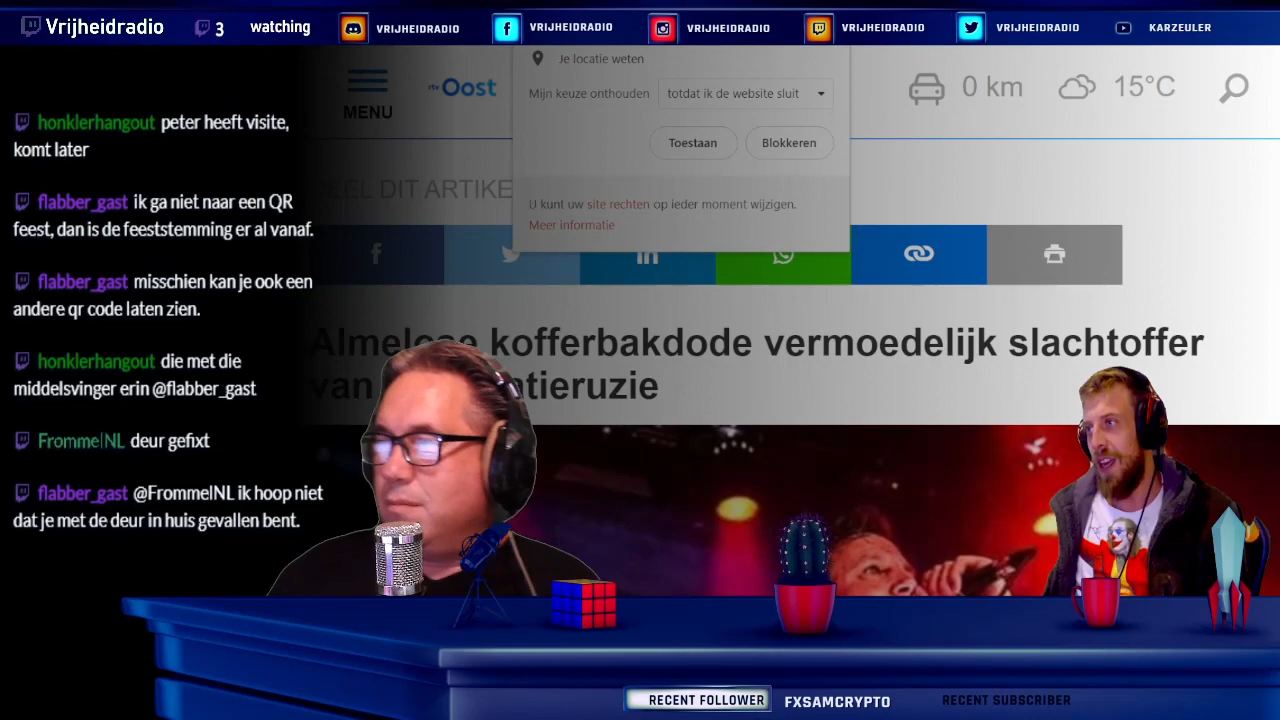 Vrijheidradio
3
watching
VRIJHEIDRADIO
VRIJHEIDRADIO
VRIJHEIDRADIO
VRIJHEIDRADIO
VRIJHEIDRADIO
KARZEULER
honklerhangout peter heeft visite,
komt later
flabber_gast ik ga niet naar een QR
feest, dan is de feeststemming er al vanaf.
flabber_gast misschien kan je ook een
andere qr code laten zien.
honklerhangout die met die
middelsvinger erin @flabber_gast
FrommelNL deur gefixt
flabber_gast @FrommelNL ik hoop niet
dat je met de deur in huis gevallen bent.
MENU
rtv Oost
Je locatie weten
Mijn keuze onthouden totdat ik de website sluit
Toestaan Blokkeren
U kunt uw site rechten op ieder moment wijzigen.
Meer informatie
0 km
15°C
DEEL DIT ARTIKE
Almelose kofferbakdode vermoedelijk slachtoffer
van
tieruzie
RECENT FOLLOWER
FXSAMCRYPTO
RECENT SUBSCRIBER